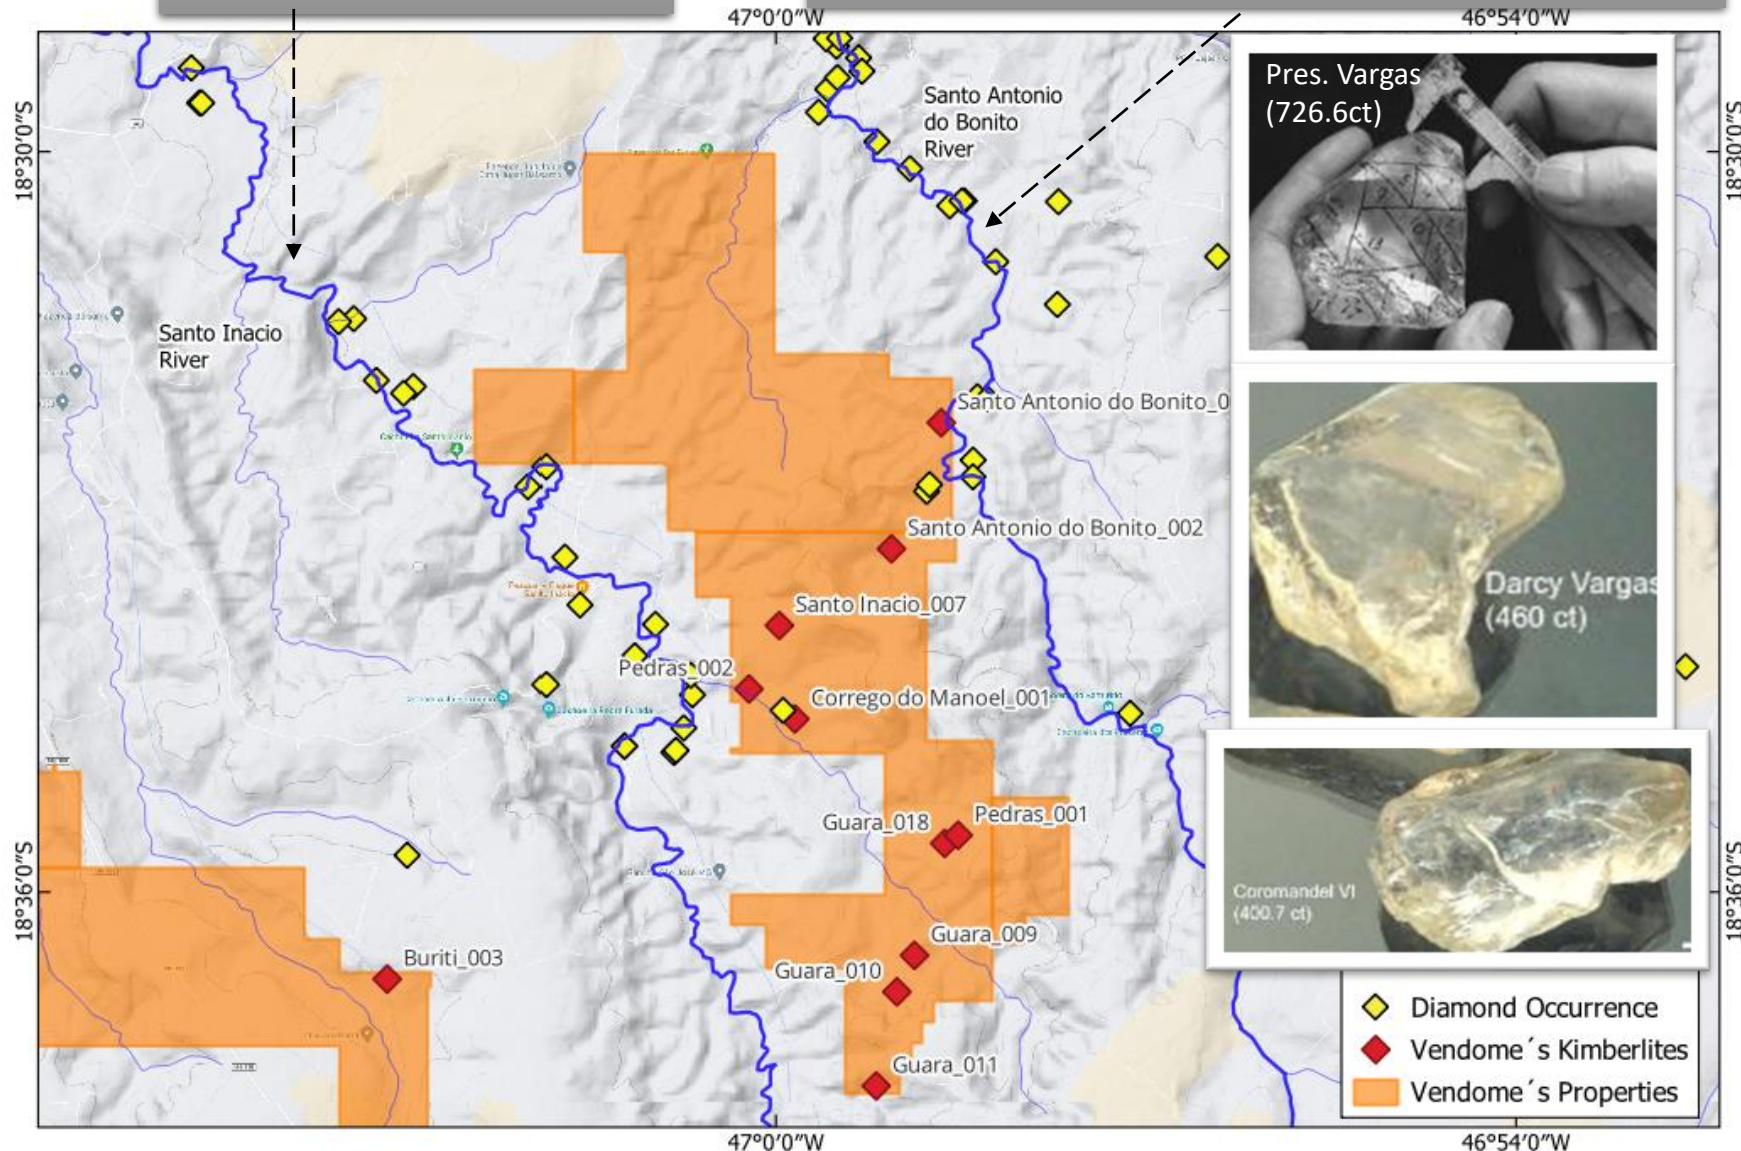 47°0′0″W
46°54′0″W
18°30′0″S
18°30′0″S
Santo Antonio
do Bonito
River
Pres. Vargas
(726.6ct)
Santo Inacio
River
Santo Antonio do Bonito_0
Santo Antonio do Bonito_002
Santo Inacio_007
Pedras_002
Corrego do Manoel_001
Darcy Vargas
(460 ct)
Guara_018
Pedras_001
Coromandel VI
(400.7 ct)
18°36′0″S
18°36′0″S
Guara_009
Buriti_003
Guara_010
Guara_011
Diamond Occurrence
Vendome´s Kimberlites
Vendome´s Properties
47°0′0″W
46°54′0″W